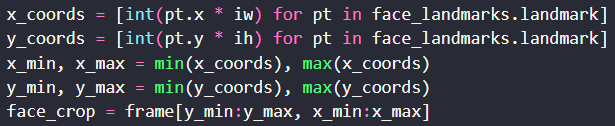 x_coords = [int(pt.x * iw) for pt in face_landmarks.landmark]
y_coords = [int(pt.y * ih) for pt in face_landmarks.landmark]
x_min, x_max = min(x_coords), max(x_coords)
y_min, y_max = min(y_coords), max(y_coords)
face_crop = frame[y_min:y_max, x_min:x_max]